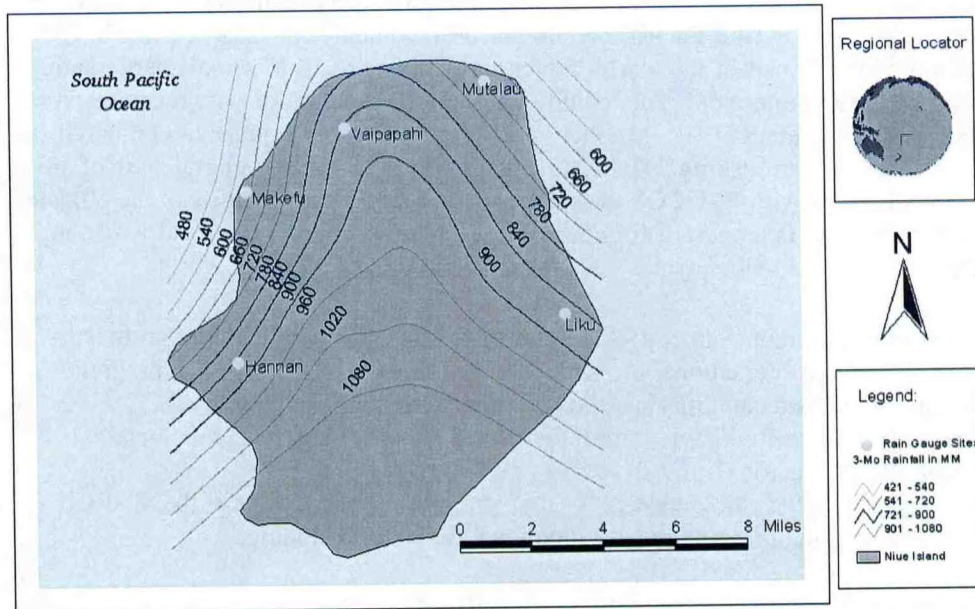 South Pacific
Ocean
Mutalau
Vaipapahi
Makefu
Hannan
Liku
480
540
600
660
720
780
840
900
960
1020
1080
600
660
720
780
840
900
Regional Locator
N
Legend:
Rain Gauge Sites
3-Mo Rainfall in MM
421 - 540
541 - 720
721 - 900
901 - 1080
Niue Island
0 2 4 6 8 Miles